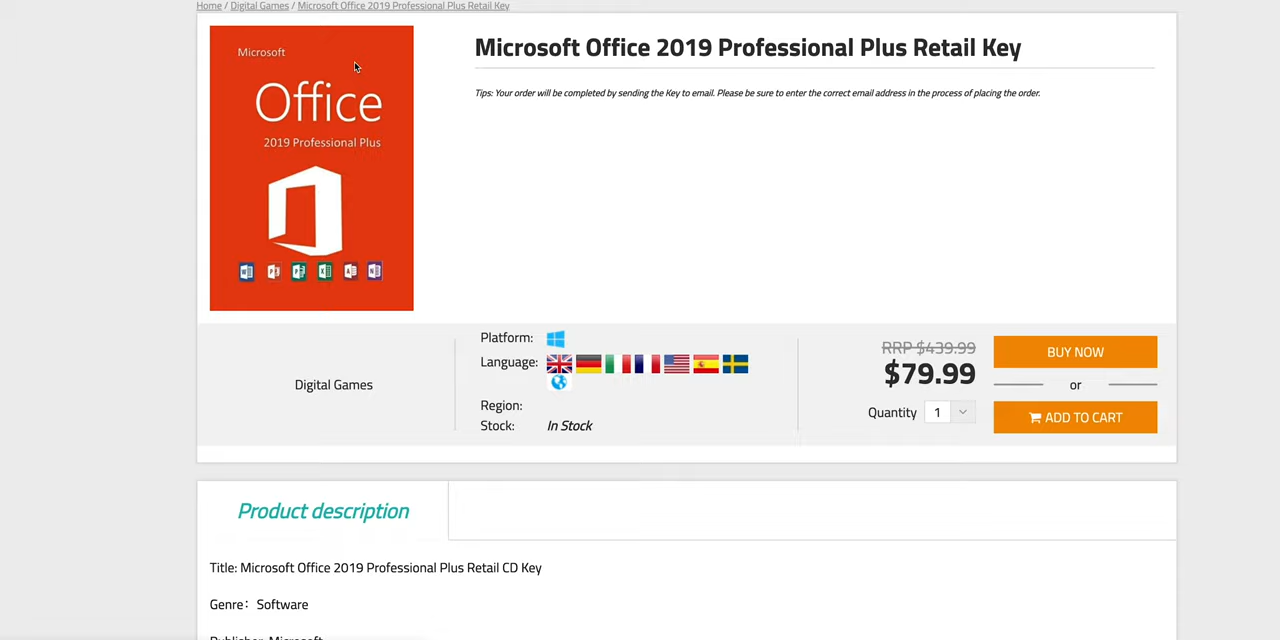 Home / Digital Games / Microsoft Office 2019 Professional Plus Retail Key
Microsoft
Office
2019 Professional Plus
Microsoft Office 2019 Professional Plus Retail Key
Tips: Your order will be completed by sending the Key to email. Please be sure to enter the correct email address in the process of placing the order.
Digital Games
Platform:
Language:
Region:
Stock: In Stock
RRP $439.99
$79.99
Quantity 1
BUY NOW
or
ADD TO CART
Product description
Title: Microsoft Office 2019 Professional Plus Retail CD Key
Genre: Software
Publisher: Microsoft